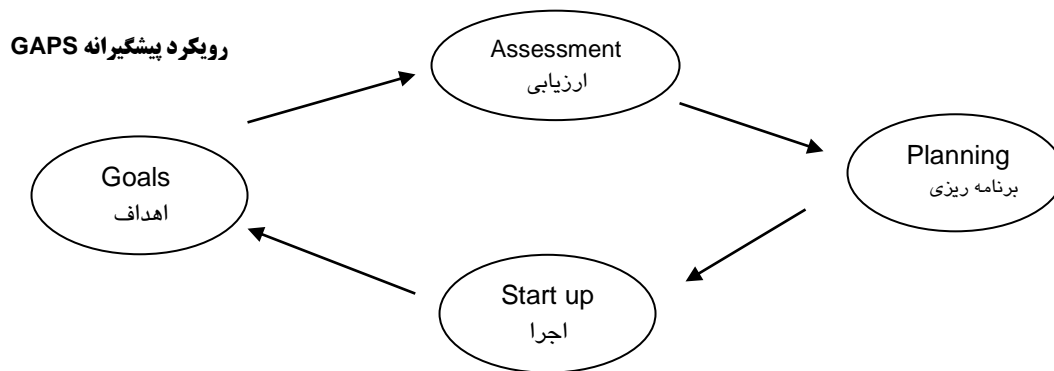 رویکرد پیشگیرانه GAPS
Assessment
ارزیابی
Planning
برنامه ریزی
Goals
اهداف
Start up
اجرا